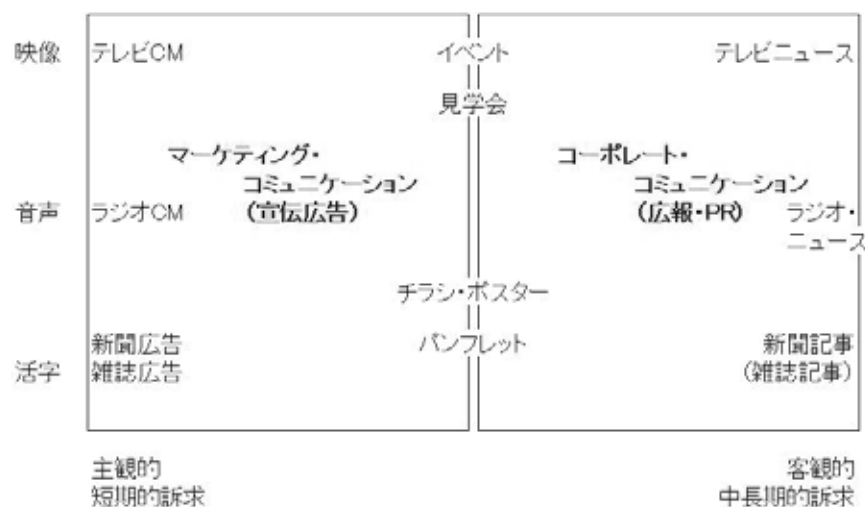 映像 テレビCM イベント テレビニュース
見学会
マーケティング・ コーポレート・
コミュニケーション コミュニケーション
音声 ラジオCM (宣伝広告) (広報・PR) ラジオ・
ニュース
チラシ・ポスター
新聞広告 パンフレット 新聞記事
活字 雑誌広告 (雑誌記事)
主観的 客観的
短期的訴求 中長期的訴求